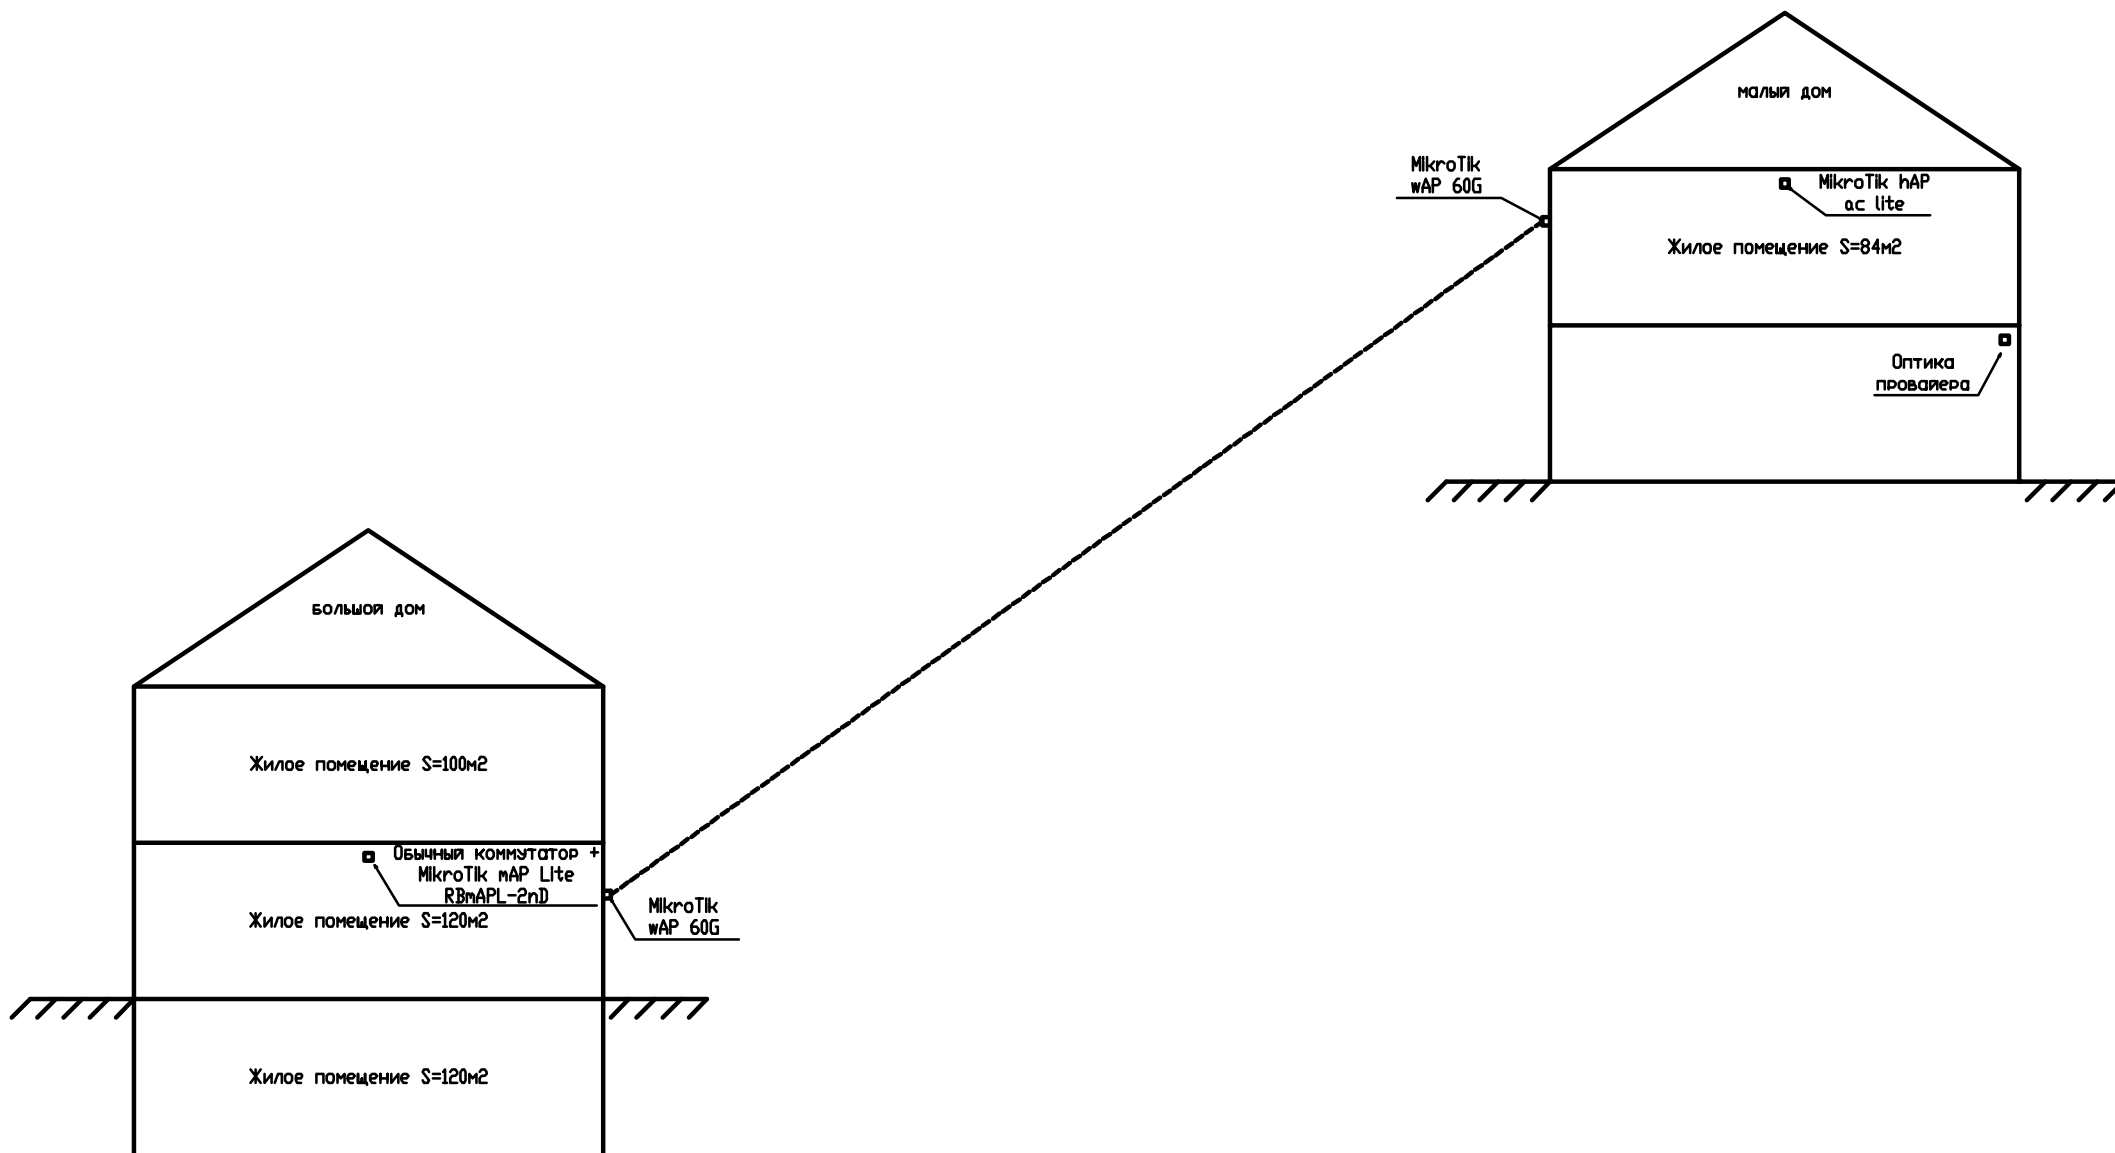 малый дом
MikroTik
wAP 60G
MikroTik hAP
ac lite
Жилое помещение S=84м2
Оптика
провайера
большой дом
Жилое помещение S=100м2
Обычный коммутатор +
MikroTik mAP Lite
RBmAPL-2nD
Жилое помещение S=120м2
MikroTik
wAP 60G
Жилое помещение S=120м2